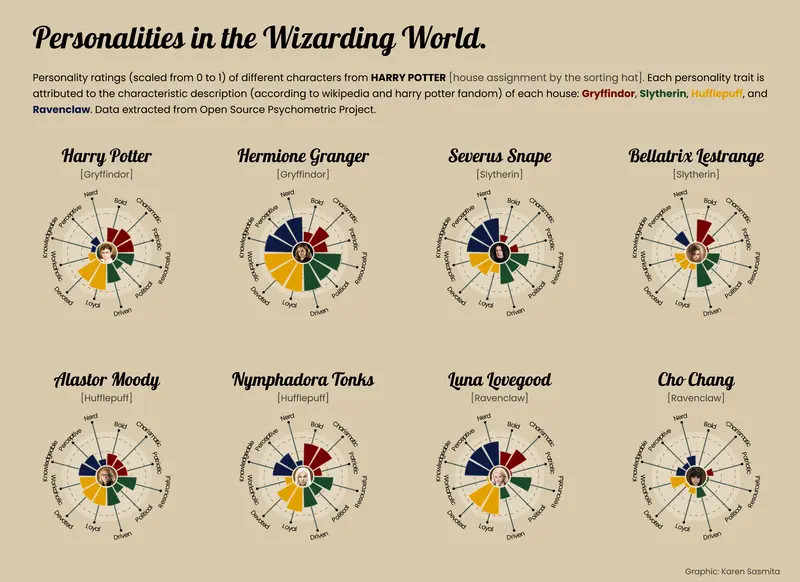 Personalities in the Wizarding World.
Personality ratings (scaled from 0 to 1) of different characters from HARRY POTTER [house assignment by the sorting hat]. Each personality trait is
attributed to the characteristic description (according to wikipedia and harry potter fandom) of each house: Gryffindor, Slytherin, Hufflepuff, and
Ravenclaw. Data extracted from Open Source Psychometric Project.
Harry Potter
[Gryffindor]
Nerd
Bold
Charismatic
Patriotic
Resourceful
Political
Driven
Loyal
Devoted
Workaholic
Knowledgeable
Perceptive
Hermione Granger
[Gryffindor]
Nerd
Bold
Charismatic
Patriotic
Resourceful
Political
Driven
Loyal
Devoted
Workaholic
Knowledgeable
Perceptive
Severus Snape
[Slytherin]
Nerd
Bold
Charismatic
Patriotic
Resourceful
Political
Driven
Loyal
Devoted
Workaholic
Knowledgeable
Perceptive
Bellatrix Lestrange
[Slytherin]
Nerd
Bold
Charismatic
Patriotic
Resourceful
Political
Driven
Loyal
Devoted
Workaholic
Knowledgeable
Perceptive
Alastor Moody
[Hufflepuff]
Nerd
Bold
Charismatic
Patriotic
Resourceful
Political
Driven
Loyal
Devoted
Workaholic
Knowledgeable
Perceptive
Nymphadora Tonks
[Hufflepuff]
Nerd
Bold
Charismatic
Patriotic
Resourceful
Political
Driven
Loyal
Devoted
Workaholic
Knowledgeable
Perceptive
Luna Lovegood
[Ravenclaw]
Nerd
Bold
Charismatic
Patriotic
Resourceful
Political
Driven
Loyal
Devoted
Workaholic
Knowledgeable
Perceptive
Cho Chang
[Ravenclaw]
Nerd
Bold
Charismatic
Patriotic
Resourceful
Political
Driven
Loyal
Devoted
Workaholic
Knowledgeable
Perceptive
Graphic: Karen Sasmita